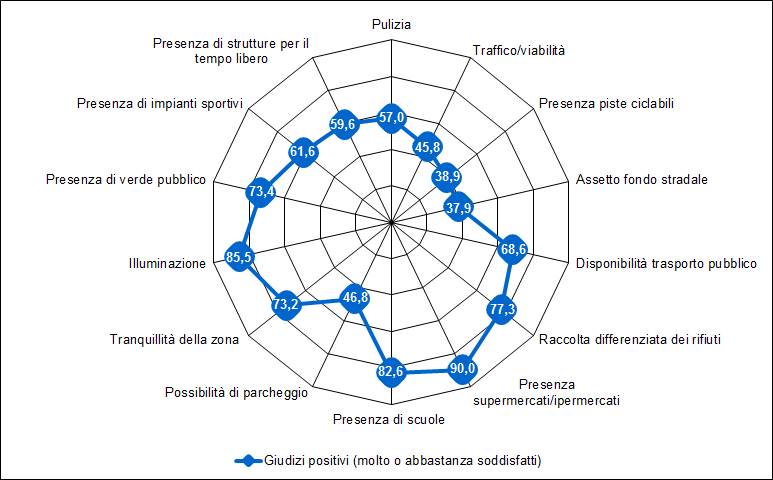 Pulizia
Presenza di strutture per il
tempo libero
Traffico/viabilità
Presenza di impianti sportivi
Presenza piste ciclabili
59,6
57,0
45,8
61,6
38,9
Presenza di verde pubblico
73,4
37,9
Assetto fondo stradale
Illuminazione
85,5
68,6
Disponibilità trasporto pubblico
73,2
46,8
77,3
Tranquillità della zona
Raccolta differenziata dei rifiuti
82,6
90,0
Possibilità di parcheggio
Presenza
supermercati/ipermercati
Presenza di scuole
Giudizi positivi (molto o abbastanza soddisfatti)